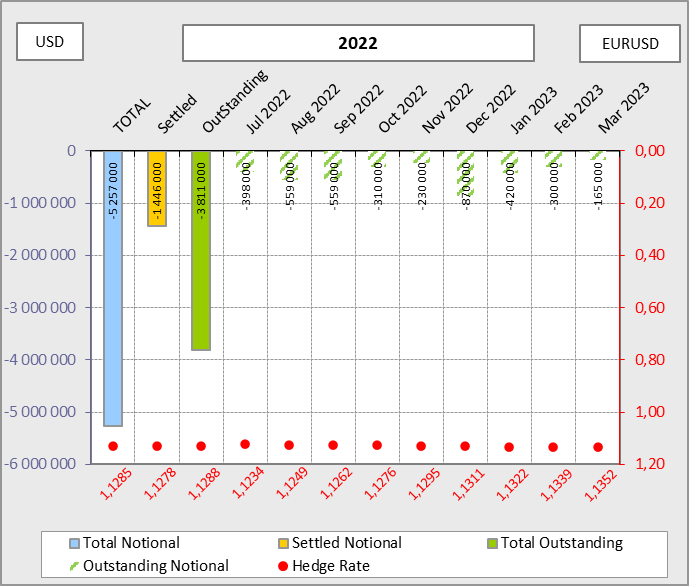 USD
2022
EURUSD
TOTAL
Settled
OutStanding
Jul 2022
Aug 2022
Sep 2022
Oct 2022
Nov 2022
Dec 2022
Jan 2023
Feb 2023
Mar 2023
0
-1 000 000
-2 000 000
-3 000 000
-4 000 000
-5 000 000
-6 000 000
-5 257 000
-1 446 000
-3 811 000
-398 000
-559 000
-559 000
-310 000
-230 000
-870 000
-420 000
-300 000
-165 000
0,00
0,20
0,40
0,60
0,80
1,00
1,20
1,1285
1,1278
1,1288
1,1234
1,1249
1,1262
1,1276
1,1295
1,1311
1,1322
1,1339
1,1352
Total Notional
Settled Notional
Total Outstanding
Outstanding Notional
Hedge Rate